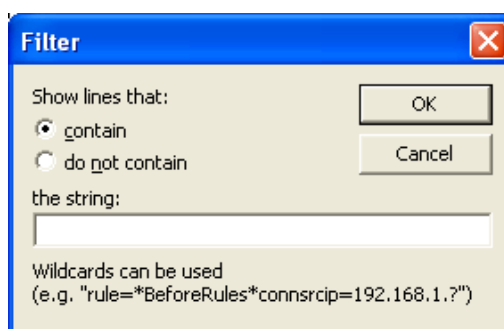 Filter
Show lines that:
contain
do not contain
the string:
OK
Cancel
Wildcards can be used
(e.g. "rule=*BeforeRules*connsrcip=192.168.1.?")